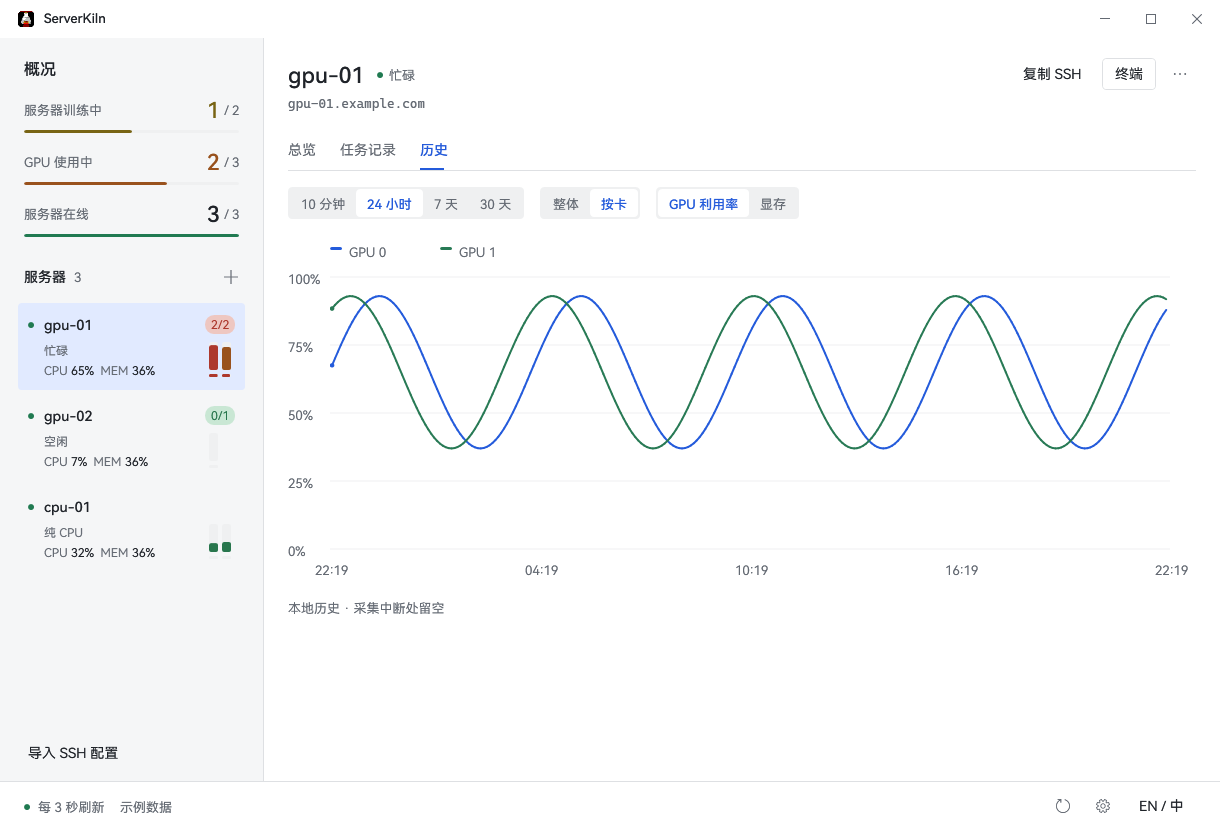 ServerKiln
概况
服务器训练中 1 / 2
GPU 使用中 2 / 3
服务器在线 3 / 3
服务器 3
gpu-01 2/2
忙碌
CPU 65% MEM 36%
gpu-02 0/1
空闲
CPU 7% MEM 36%
cpu-01
纯 CPU
CPU 32% MEM 36%
导入 SSH 配置
gpu-01 忙碌
复制 SSH 终端 ···
gpu-01.example.com
总览 任务记录 历史
10 分钟 24 小时 7 天 30 天 整体 按卡 GPU 利用率 显存
GPU 0 GPU 1
100%
75%
50%
25%
0%
22:19 04:19 10:19 16:19 22:19
本地历史 · 采集中断处留空
每 3 秒刷新 示例数据
EN / 中